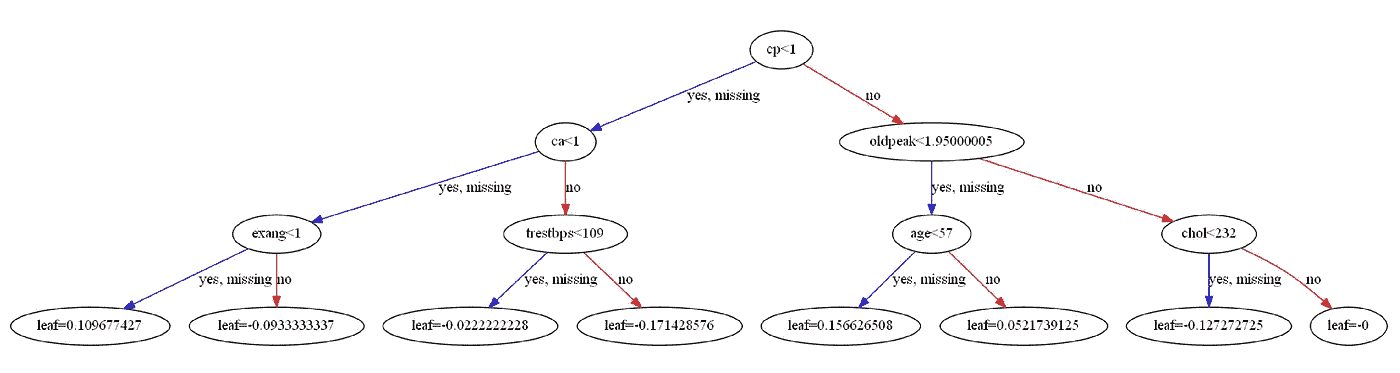 cp<1
yes, missing
no
ca<1
oldpeak<1.95000005
yes, missing
no
yes, missing
no
exang<1
trestbps<109
age<57
chol<232
yes, missing
no
yes, missing
no
yes, missing
no
yes, missing
no
leaf=0.109677427
leaf=-0.0933333337
leaf=-0.0222222228
leaf=-0.171428576
leaf=0.156626508
leaf=0.0521739125
leaf=-0.127272725
leaf=-0